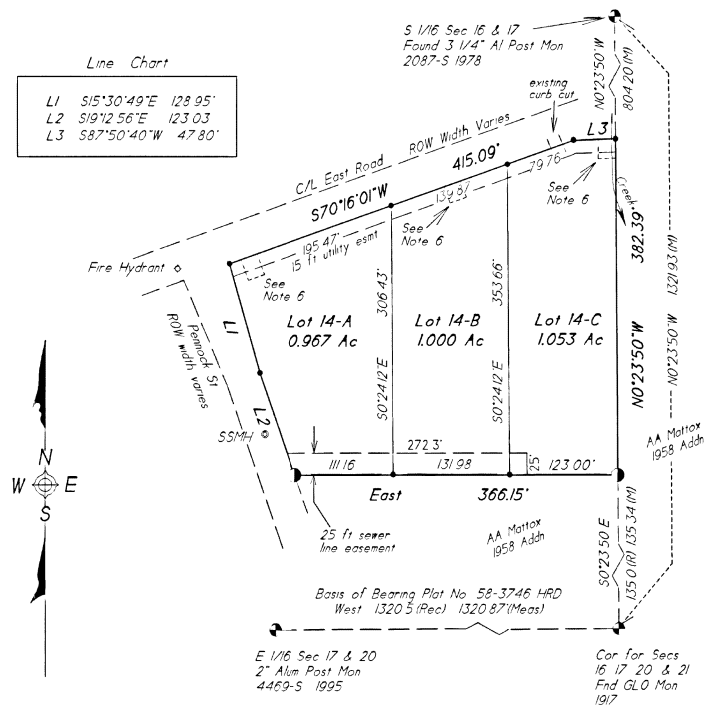 S 1/16 Sec 16 & 17
Found 3 1/4" Al Post Mon
2087-S 1978
Line Chart
L1 S15°30'49"E 128 95'
L2 S19°12 56"E 123 03
L3 S87°50'40"W 47 80'
existing
curb cut
N0°23'50"W
804.20 (M)
L3
C/L East Road ROW Width Varies
415.09'
S70°16'01"W
79.76
139.87
195.47'
15 ft utility esmt
See
Note 6
See
Note 6
See
Note 6
Creek
382.39'
N0°23'50"W
1321.93 (M)
N0°23'50"W
Fire Hydrant
Pennock St
ROW width varies
L1
L2
SSMH
306.43'
S0°24'12"E
353.66'
S0°24'12"E
Lot 14-A
0.967 Ac
Lot 14-B
1.000 Ac
Lot 14-C
1.053 Ac
AA Mattox
1958 Addn
N
W E
S
272.3'
111.16
131.98
25'
123.00'
East 366.15'
25 ft sewer
line easement
AA Mattox
1958 Addn
S0°23'50 E
135.0 (R) 135.34 (M)
Basis of Bearing Plat No 58-3746 HRD
West 1320 5 (Rec) 1320 87'(Meas)
E 1/16 Sec 17 & 20
2" Alum Post Mon
4469-S 1995
Cor for Secs
16 17 20 & 21
Fnd GLO Mon
1917